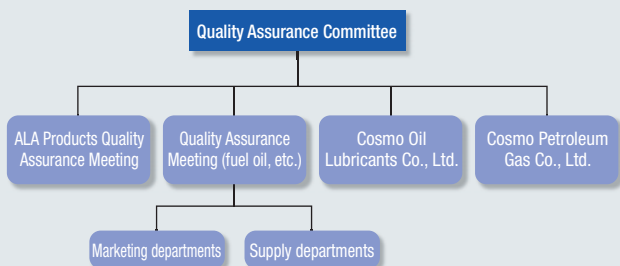 Quality Assurance Committee
ALA Products Quality
Assurance Meeting
Quality Assurance
Meeting (fuel oil, etc.)
Cosmo Oil
Lubricants Co., Ltd.
Cosmo Petroleum
Gas Co., Ltd.
Marketing departments
Supply departments